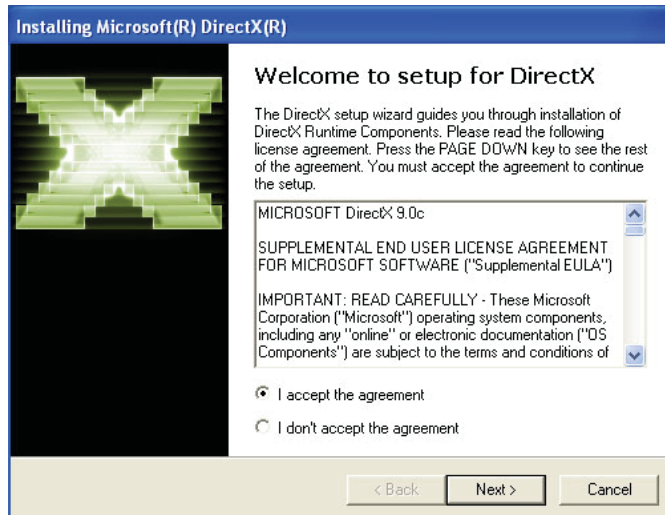 Installing Microsoft(R) DirectX(R)
Welcome to setup for DirectX
The DirectX setup wizard guides you through installation of
DirectX Runtime Components. Please read the following
license agreement. Press the PAGE DOWN key to see the rest
of the agreement. You must accept the agreement to continue
the setup.
MICROSOFT DirectX 9.0c
SUPPLEMENTAL END USER LICENSE AGREEMENT
FOR MICROSOFT SOFTWARE ("Supplemental EULA")
IMPORTANT: READ CAREFULLY - These Microsoft
Corporation ("Microsoft") operating system components,
including any "online" or electronic documentation ("OS
Components") are subject to the terms and conditions of
I accept the agreement
I don't accept the agreement
< Back
Next >
Cancel